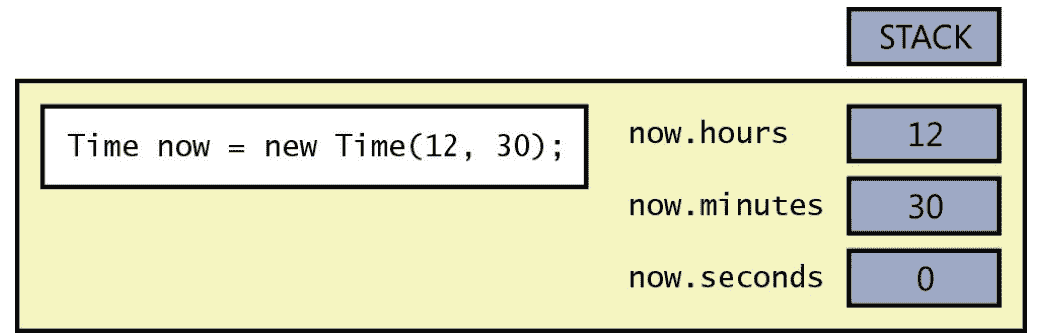 STACK
Time now = new Time(12, 30);
now.hours 12
now.minutes 30
now.seconds 0